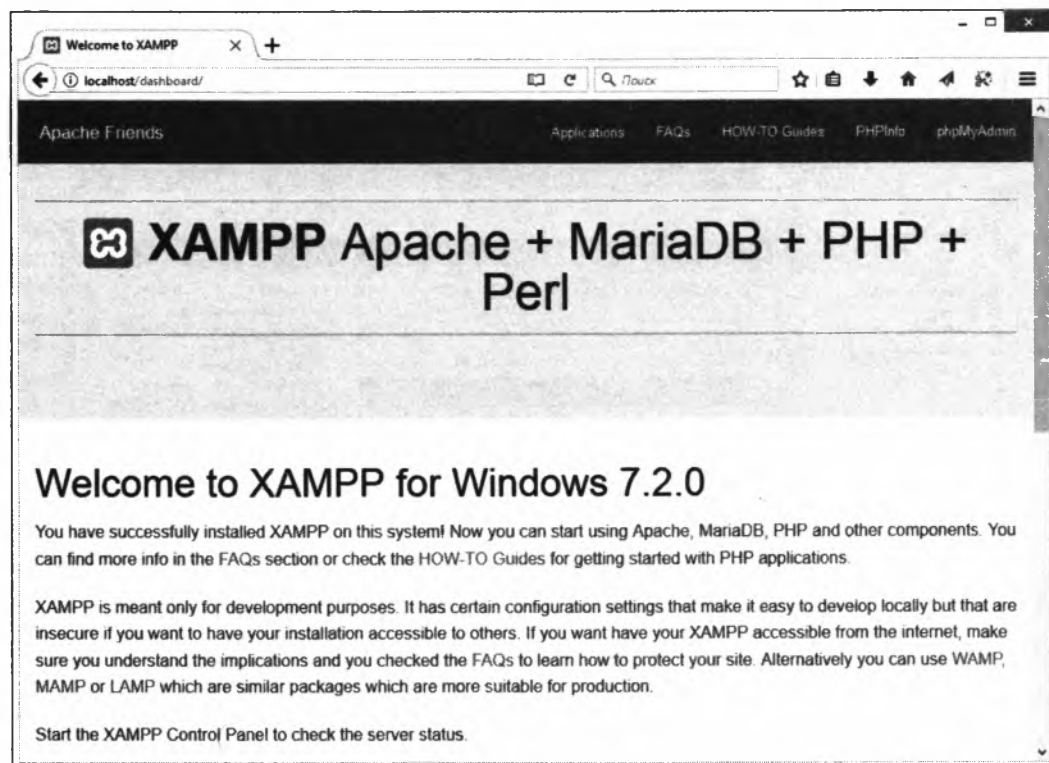 Welcome to XAMPP
localhost/dashboard/
Поиск
Apache Friends
Applications FAQs HOW-TO Guides PHPInfo phpMyAdmin
XAMPP Apache + MariaDB + PHP +
Perl
Welcome to XAMPP for Windows 7.2.0
You have successfully installed XAMPP on this system! Now you can start using Apache, MariaDB, PHP and other components. You
can find more info in the FAQs section or check the HOW-TO Guides for getting started with PHP applications.
XAMPP is meant only for development purposes. It has certain configuration settings that make it easy to develop locally but that are
insecure if you want to have your installation accessible to others. If you want have your XAMPP accessible from the internet, make
sure you understand the implications and you checked the FAQs to learn how to protect your site. Alternatively you can use WAMP,
MAMP or LAMP which are similar packages which are more suitable for production.
Start the XAMPP Control Panel to check the server status.